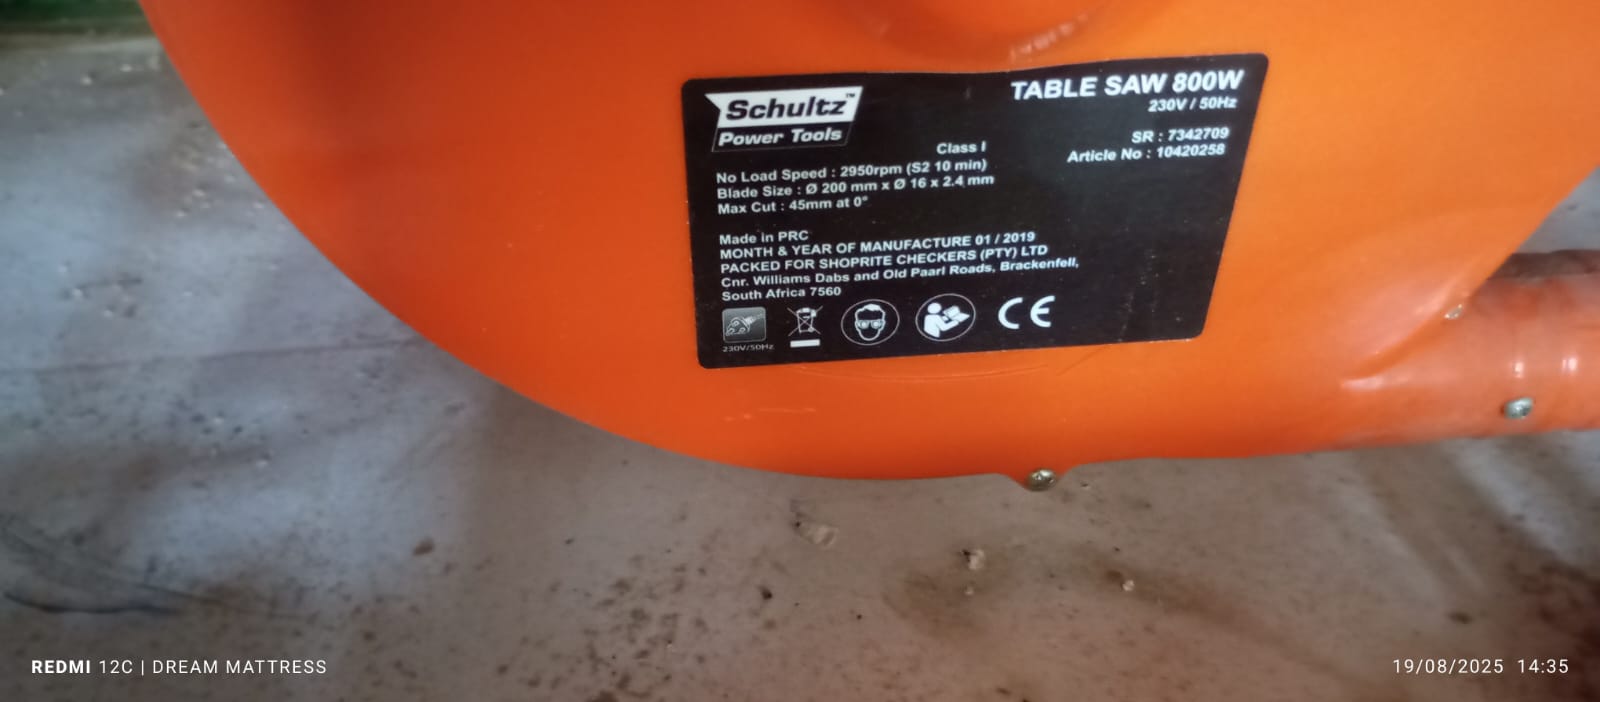 Schultz™
Power Tools
TABLE SAW 800W
230V / 50Hz
SR : 7342709
Article No : 10420258
Class I
No Load Speed : 2950rpm (S2 10 min)
Blade Size : Ø 200 mm x Ø 16 x 2.4 mm
Max Cut : 45mm at 0°
Made in PRC
MONTH & YEAR OF MANUFACTURE 01 / 2019
PACKED FOR SHOPRITE CHECKERS (PTY) LTD
Cnr. Williams Dabs and Old Paarl Roads, Brackenfell,
South Africa 7560
230V/50Hz
CE
REDMI 12C | DREAM MATTRESS
19/08/2025 14:35